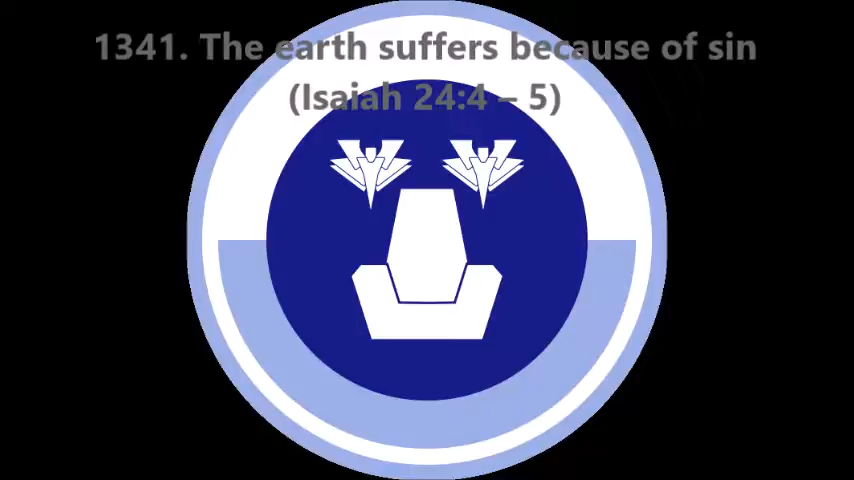 1341. The earth suffers because of sin
(Isaiah 24:4 – 5)